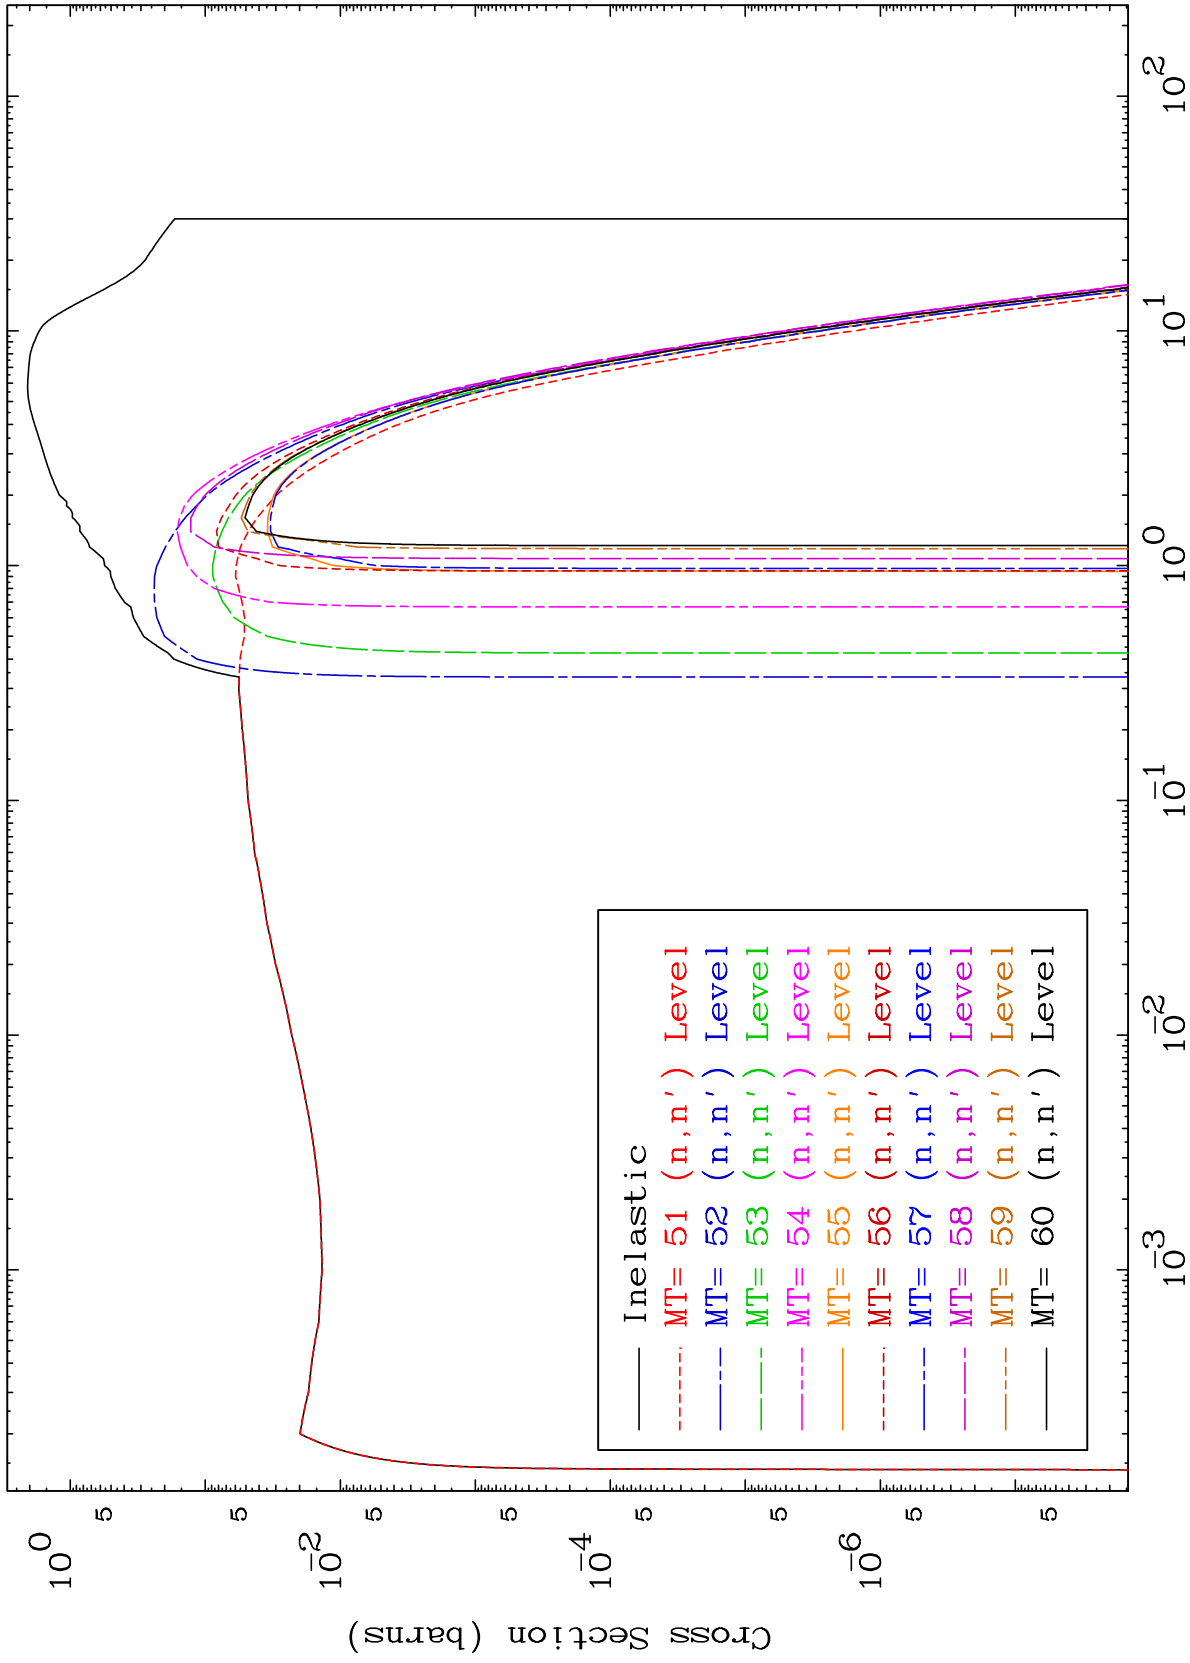 Cross Section (barns)
10^0
5
5
10^-2
5
5
10^-4
5
5
10^-6
5
5
10^-3
10^-2
10^-1
10^0
10^1
10^2
Inelastic
MT= 51 (n,n') Level
MT= 52 (n,n') Level
MT= 53 (n,n') Level
MT= 54 (n,n') Level
MT= 55 (n,n') Level
MT= 56 (n,n') Level
MT= 57 (n,n') Level
MT= 58 (n,n') Level
MT= 59 (n,n') Level
MT= 60 (n,n') Level